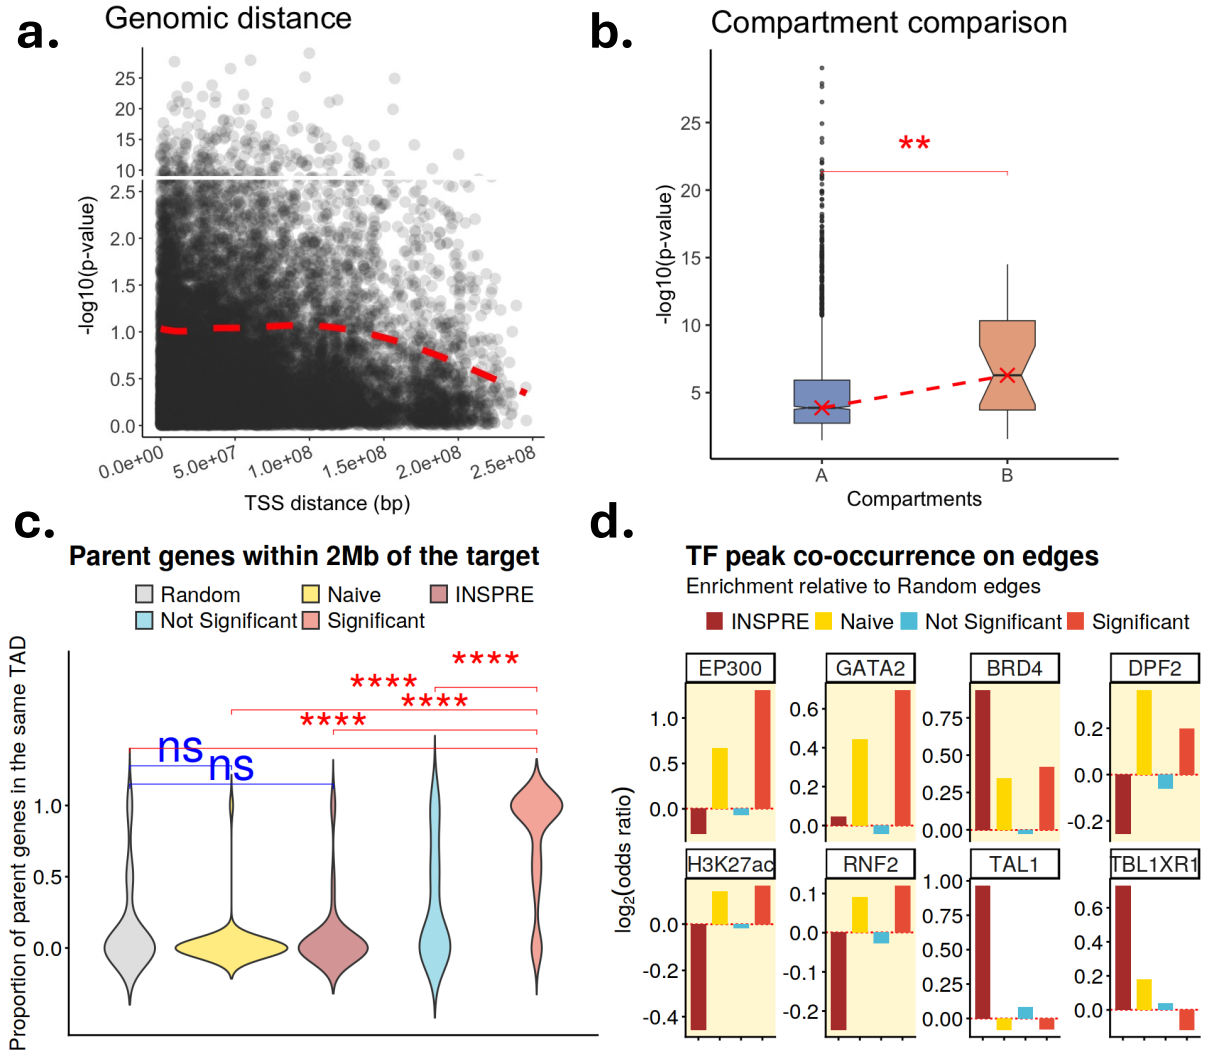 a.
Genomic distance
25
20
15
10
2.5
2.0
1.5
1.0
0.5
0.0
-log10(p-value)
0.0e+00
5.0e+07
1.0e+08
1.5e+08
2.0e+08
2.5e+08
TSS distance (bp)
b.
Compartment comparison
**
25
20
15
10
5
-log10(p-value)
A
B
Compartments
c.
Parent genes within 2Mb of the target
Random
Naive
INSPRE
Not Significant
Significant
Proportion of parent genes in the same TAD
****
****
****
****
ns
ns
1.0
0.5
0.0
d.
TF peak co-occurrence on edges
Enrichment relative to Random edges
INSPRE
Naive
Not Significant
Significant
log2(odds ratio)
EP300
1.0
0.5
0.0
GATA2
0.6
0.4
0.2
0.0
BRD4
0.75
0.50
0.25
0.00
DPF2
0.2
0.0
-0.2
H3K27ac
0.0
-0.2
-0.4
RNF2
0.1
0.0
-0.1
-0.2
TAL1
1.00
0.75
0.50
0.25
0.00
TBL1XR1
0.6
0.4
0.2
0.0